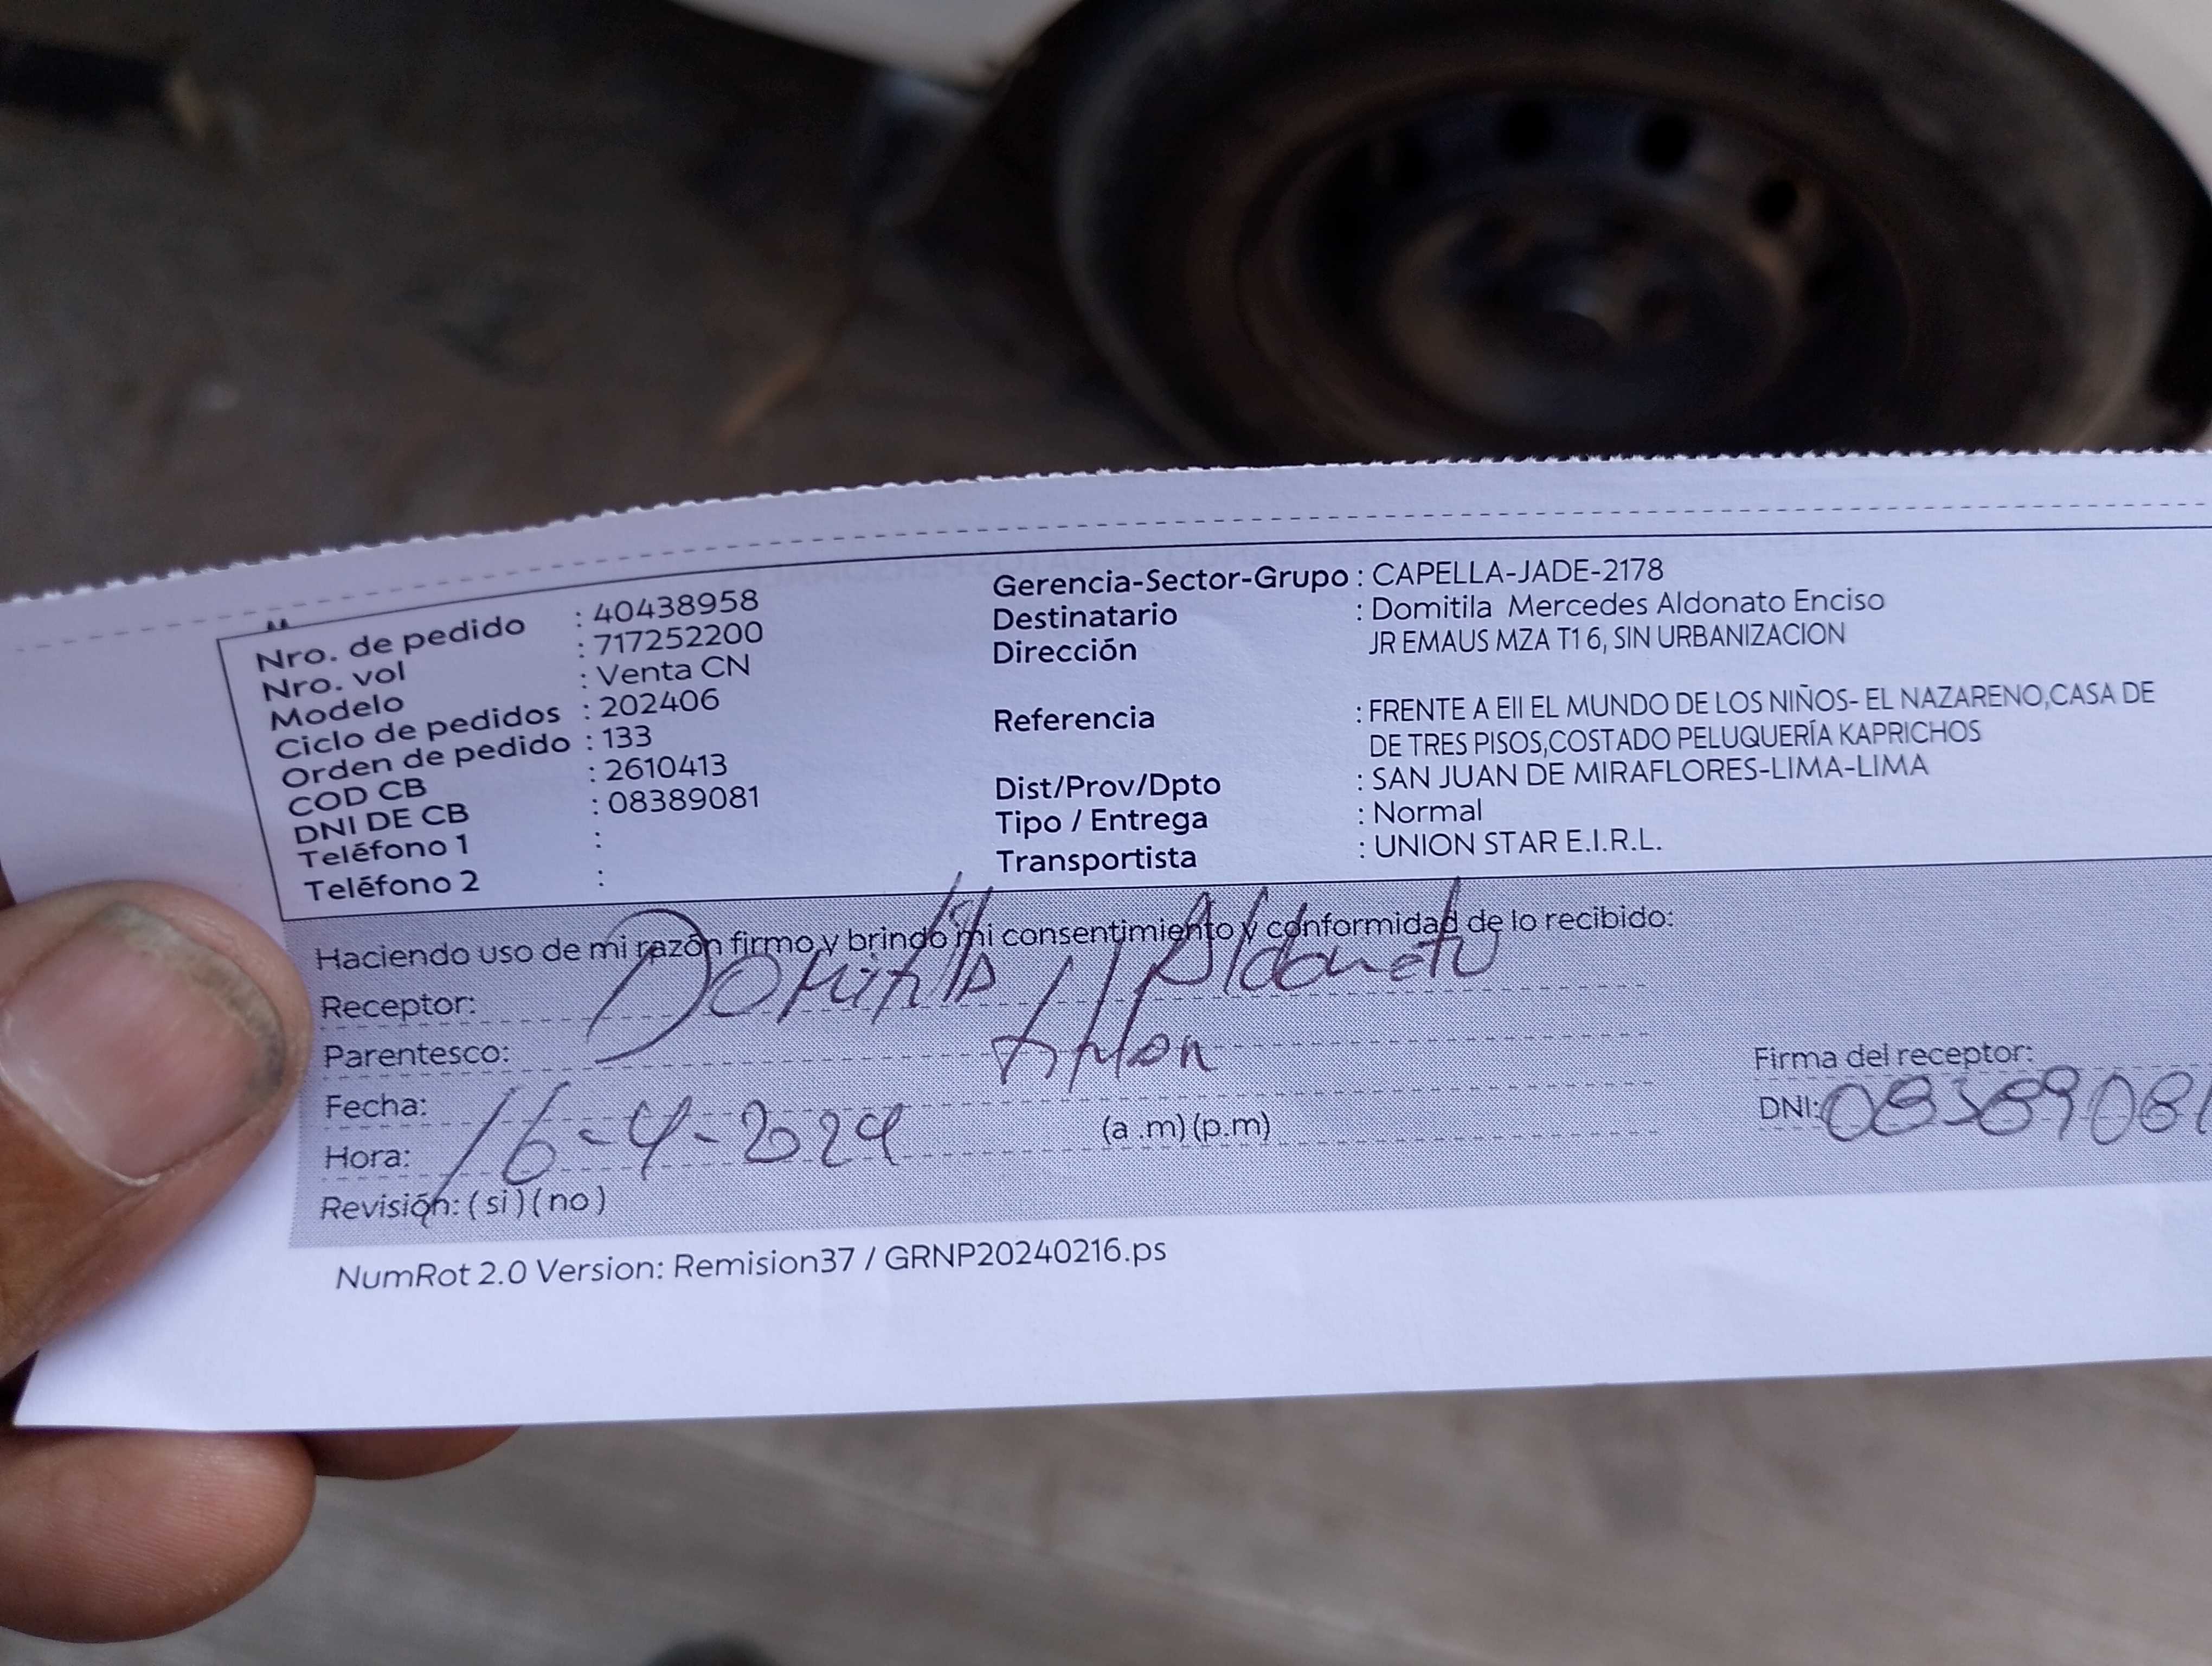 Nro. de pedido : 40438958
Nro. vol : 717252200
Modelo : Venta CN
Ciclo de pedidos : 202406
Orden de pedido : 133
COD CB : 2610413
DNI DE CB : 08389081
Teléfono 1 :
Teléfono 2 :
Gerencia-Sector-Grupo : CAPELLA-JADE-2178
Destinatario : Domitila Mercedes Aldonato Enciso
Dirección JR EMAUS MZA T1 6, SIN URBANIZACION
Referencia : FRENTE A EII EL MUNDO DE LOS NIÑOS- EL NAZARENO,CASA DE
DE TRES PISOS,COSTADO PELUQUERÍA KAPRICHOS
Dist/Prov/Dpto : SAN JUAN DE MIRAFLORES-LIMA-LIMA
Tipo / Entrega : Normal
Transportista : UNION STAR E.I.R.L.
Haciendo uso de mi razón firmo y brindo mi consentimiento y conformidad de lo recibido:
Receptor: Domitila Aldonato
Parentesco:
Fecha: 16-4-2024
Hora: (a .m) (p.m)
Revisión: ( si ) ( no )
Firma del receptor:
DNI: 08389081
NumRot 2.0 Version: Remision37 / GRNP20240216.ps